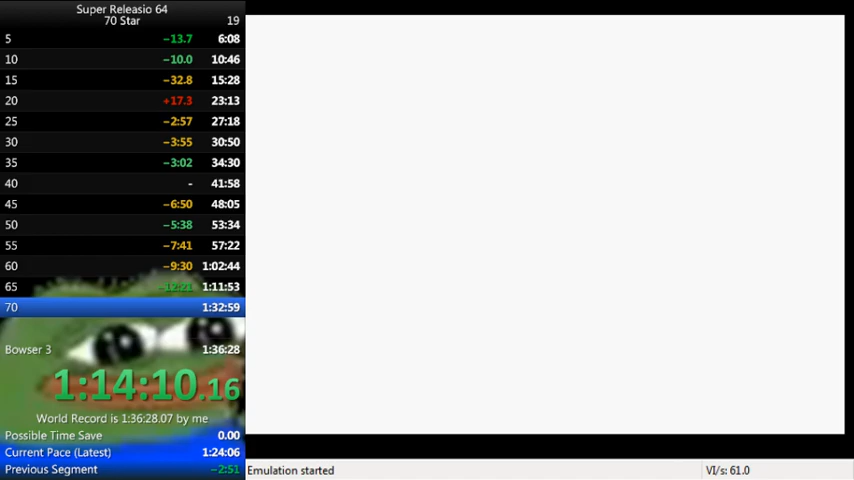 Super Releasio 64
70 Star 19
5 −13.7 6:08
10 −10.0 10:46
15 −32.8 15:28
20 +17.3 23:13
25 −2:57 27:18
30 −3:55 30:50
35 −3:02 34:30
40 - 41:58
45 −6:50 48:05
50 −5:38 53:34
55 −7:41 57:22
60 −9:30 1:02:44
65 −12:21 1:11:53
70 1:32:59
Bowser 3 1:36:28
1:14:10.16
World Record is 1:36:28.07 by me
Possible Time Save 0.00
Current Pace (Latest) 1:24:06
Previous Segment −2:51
Emulation started VI/s: 61.0